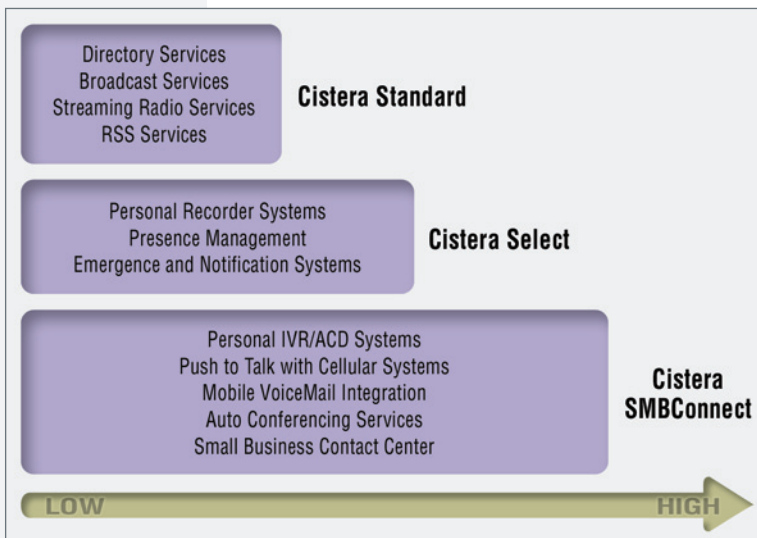 Directory Services
Broadcast Services
Streaming Radio Services
RSS Services
Cistera Standard
Personal Recorder Systems
Presence Management
Emergence and Notification Systems
Cistera Select
Personal IVR/ACD Systems
Push to Talk with Cellular Systems
Mobile VoiceMail Integration
Auto Conferencing Services
Small Business Contact Center
Cistera
SMBConnect
LOW
HIGH